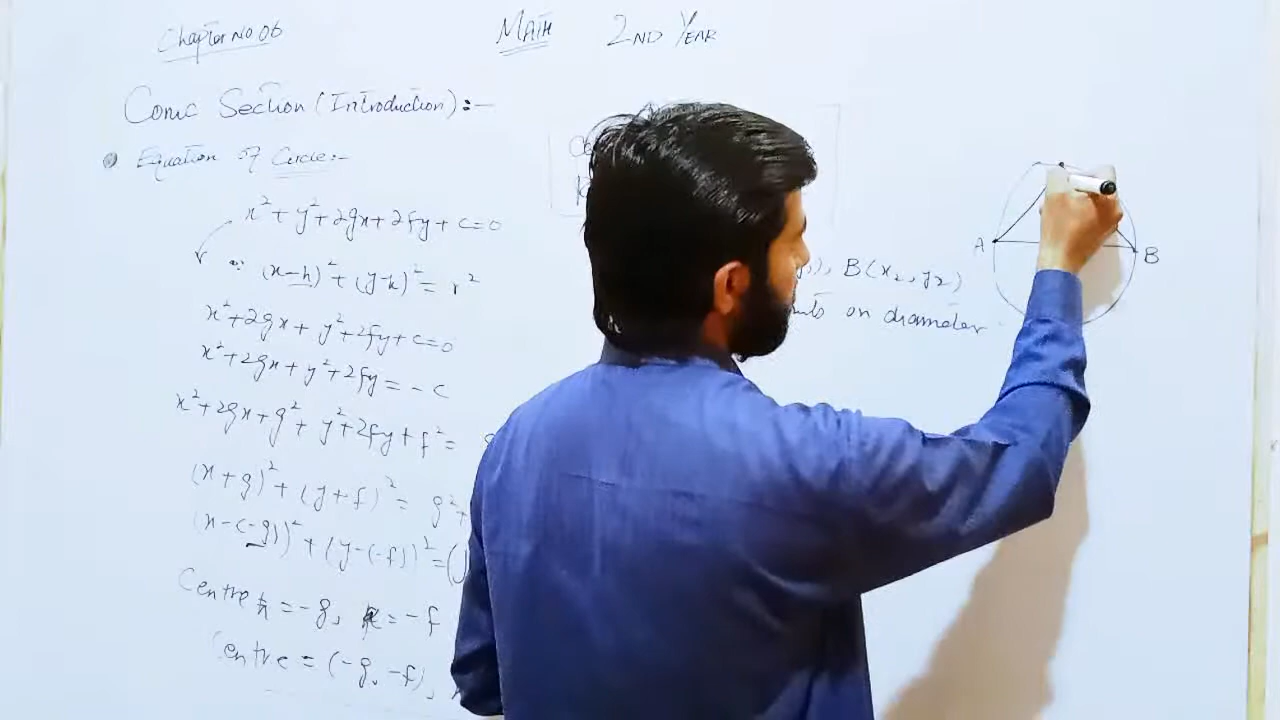 Chapter No 06
MATH 2ND YEAR
Conic Section (Introduction) :-
Equation of Circle:-
x²+y²+2gx+2fy+c=0
∵ (x-h)²+(y-k)²=r²
x²+2gx+y²+2fy+c=0
x²+2gx+y²+2fy=-c
x²+2gx+g²+y²+2fy+f²=
(x+g)²+(y+f)²= g²+
(x-(-g))²+(y-(-f))²=(
Centre h=-g, k=-f
Centre = (-g, -f),
), B(x₂, y₂)
on diameter
A
B